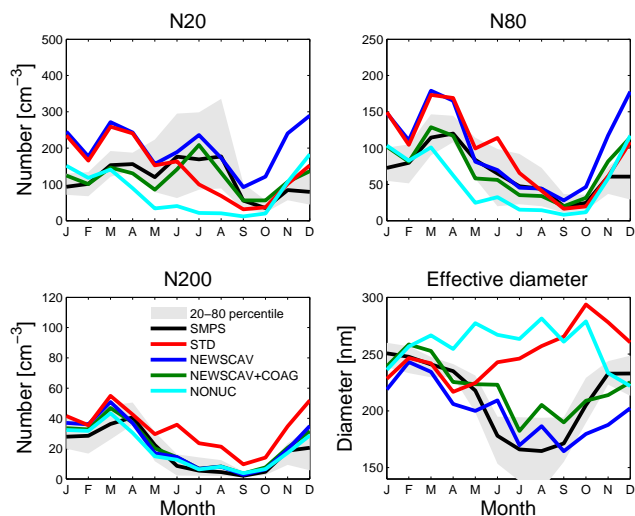 N20
Number [cm−3]
500
400
300
200
100
0
J F M A M J J A S O N D
N80
250
200
150
100
50
0
J F M A M J J A S O N D
N200
Number [cm−3]
120
100
80
60
40
20
0
20−80 percentile
SMPS
STD
NEWSCAV
NEWSCAV+COAG
NONUC
J F M A M J J A S O N D
Month
Effective diameter
Diameter [nm]
300
250
200
150
J F M A M J J A S O N D
Month